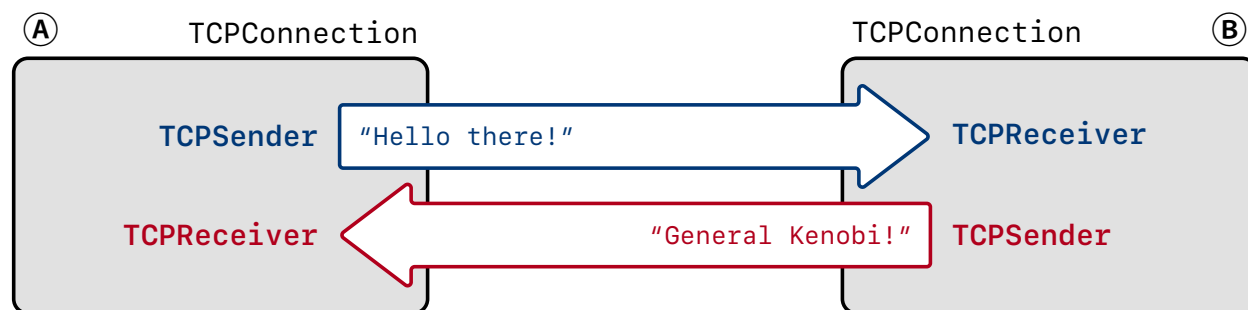 Ⓐ TCPConnection
TCPConnection Ⓑ
TCPSender “Hello there!” TCPReceiver
TCPReceiver “General Kenobi!” TCPSender